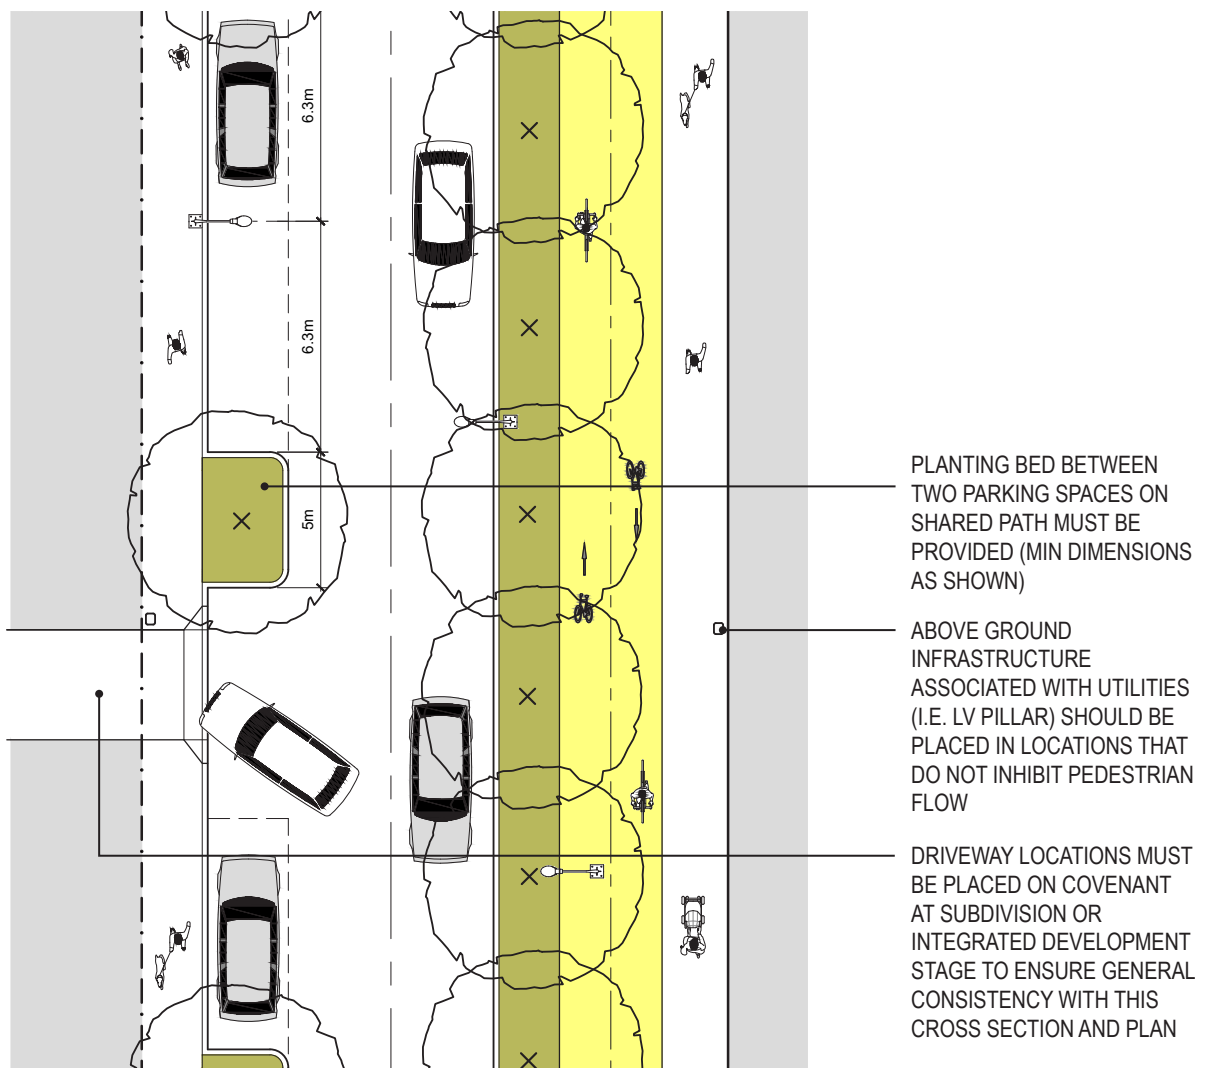 6.3m
6.3m
5m
PLANTING BED BETWEEN
TWO PARKING SPACES ON
SHARED PATH MUST BE
PROVIDED (MIN DIMENSIONS
AS SHOWN)
ABOVE GROUND
INFRASTRUCTURE
ASSOCIATED WITH UTILITIES
(I.E. LV PILLAR) SHOULD BE
PLACED IN LOCATIONS THAT
DO NOT INHIBIT PEDESTRIAN
FLOW
DRIVEWAY LOCATIONS MUST
BE PLACED ON COVENANT
AT SUBDIVISION OR
INTEGRATED DEVELOPMENT
STAGE TO ENSURE GENERAL
CONSISTENCY WITH THIS
CROSS SECTION AND PLAN